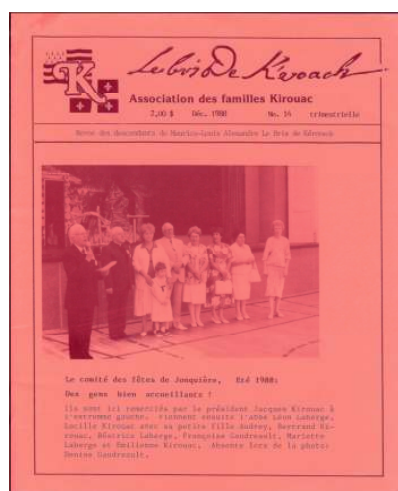 K
Le bris De K/voach
Association des familles Kirouac
2,00 $ Déc. 1988 No. 14 trimestrielle
Revue des descendants de Maurice-Louis Alexandre Le Bris de Kérouack
Le comité des fêtes de Jonquière, Été 1988:
Des gens bien accueillants !
Ils sont ici remerciés par le président Jacques Kirouac à
l'extrême gauche. Viennent ensuite l'abbé Léon Laberge,
Lucille Kirouac avec sa petite fille Audrey, Bertrand Ki-
rouac, Béatrice Laberge, Françoise Gaudreault, Mariette
Laberge et Émilienne Kirouac. Absente lors de la photo:
Denise Gaudreault.